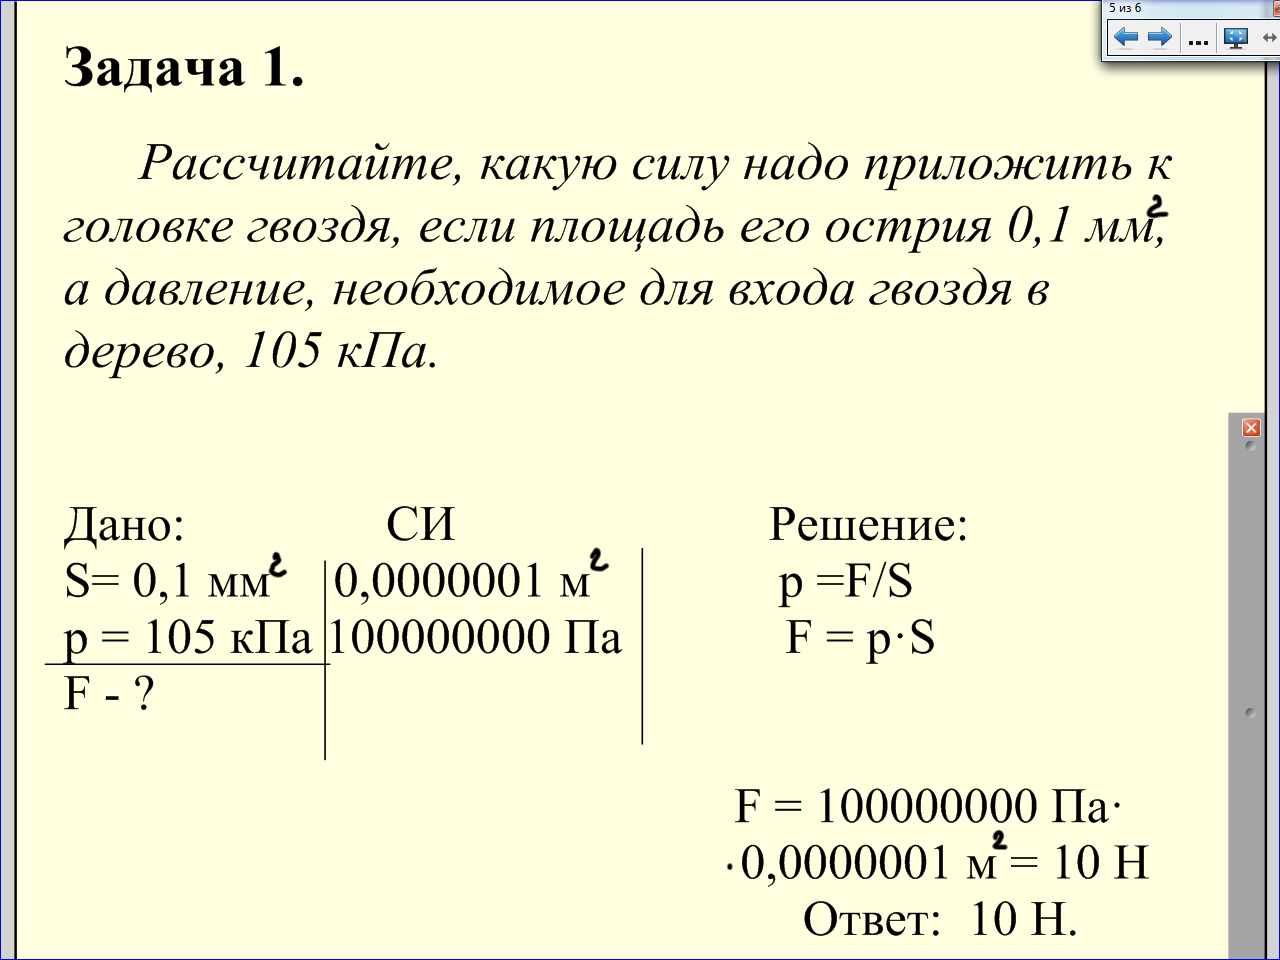 5 из 6
...
Задача 1.
Рассчитайте, какую силу надо приложить к
головке гвоздя, если площадь его острия 0,1 мм²,
а давление, необходимое для входа гвоздя в
дерево, 105 кПа.
Дано: СИ Решение:
S= 0,1 мм² 0,0000001 м² p =F/S
p = 105 кПа 100000000 Па F = p·S
F - ?
F = 100000000 Па·
·0,0000001 м² = 10 Н
Ответ: 10 Н.